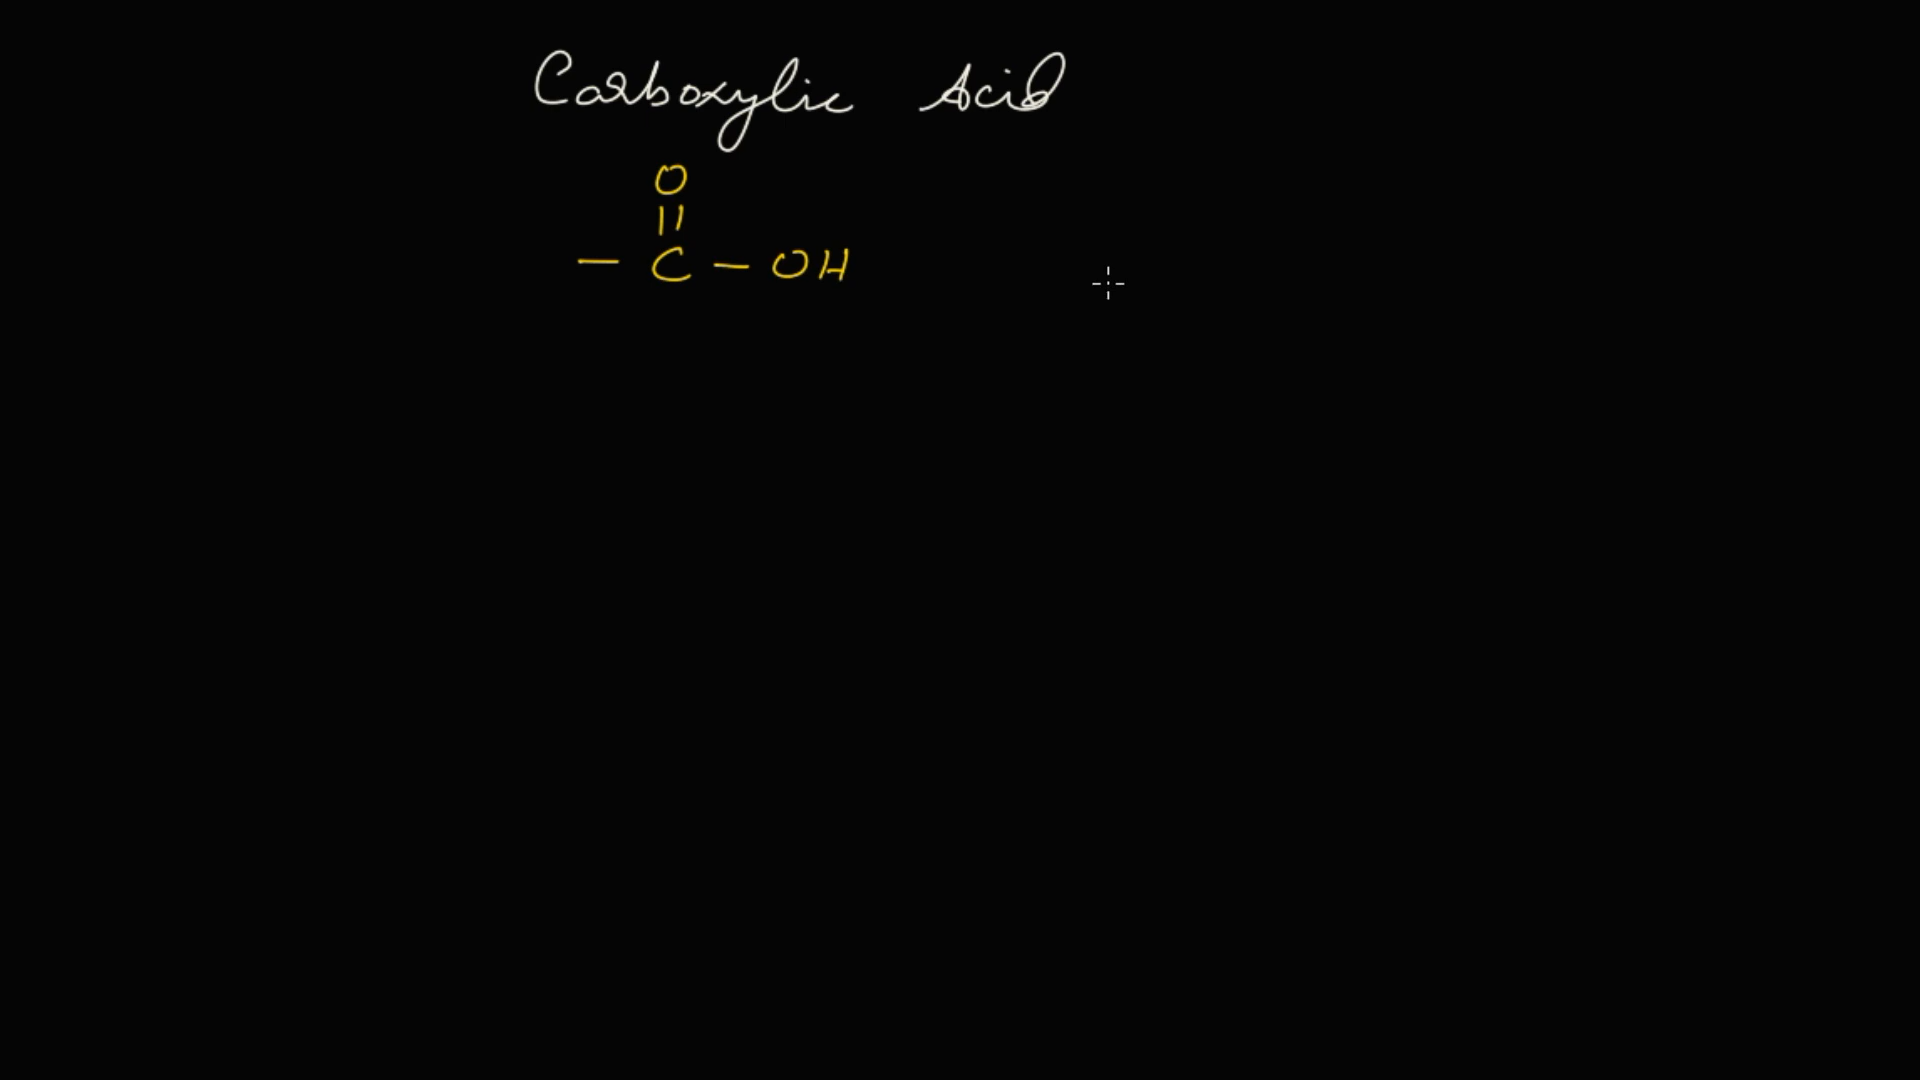 Carboxylic Acid
O
||
— C — OH